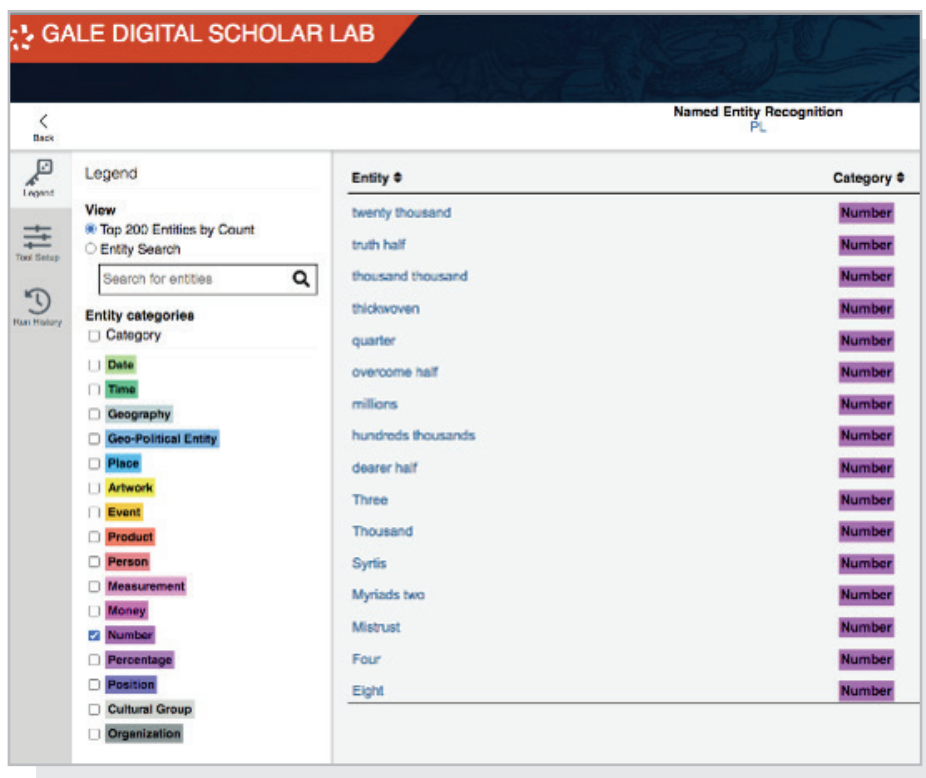 GALE DIGITAL SCHOLAR LAB
Back
Named Entity Recognition
PL
Legend
Tool Setup
Run History
Legend
View
Top 200 Entities by Count
Entity Search
Search for entities
Entity categories
Category
Date
Time
Geography
Geo-Political Entity
Place
Artwork
Event
Product
Person
Measurement
Money
Number
Percentage
Position
Cultural Group
Organization
Entity Category
twenty thousand Number
truth half Number
thousand thousand Number
thickwoven Number
quarter Number
overcome half Number
millions Number
hundreds thousands Number
dearer half Number
Three Number
Thousand Number
Syrtis Number
Myriads two Number
Mistrust Number
Four Number
Eight Number